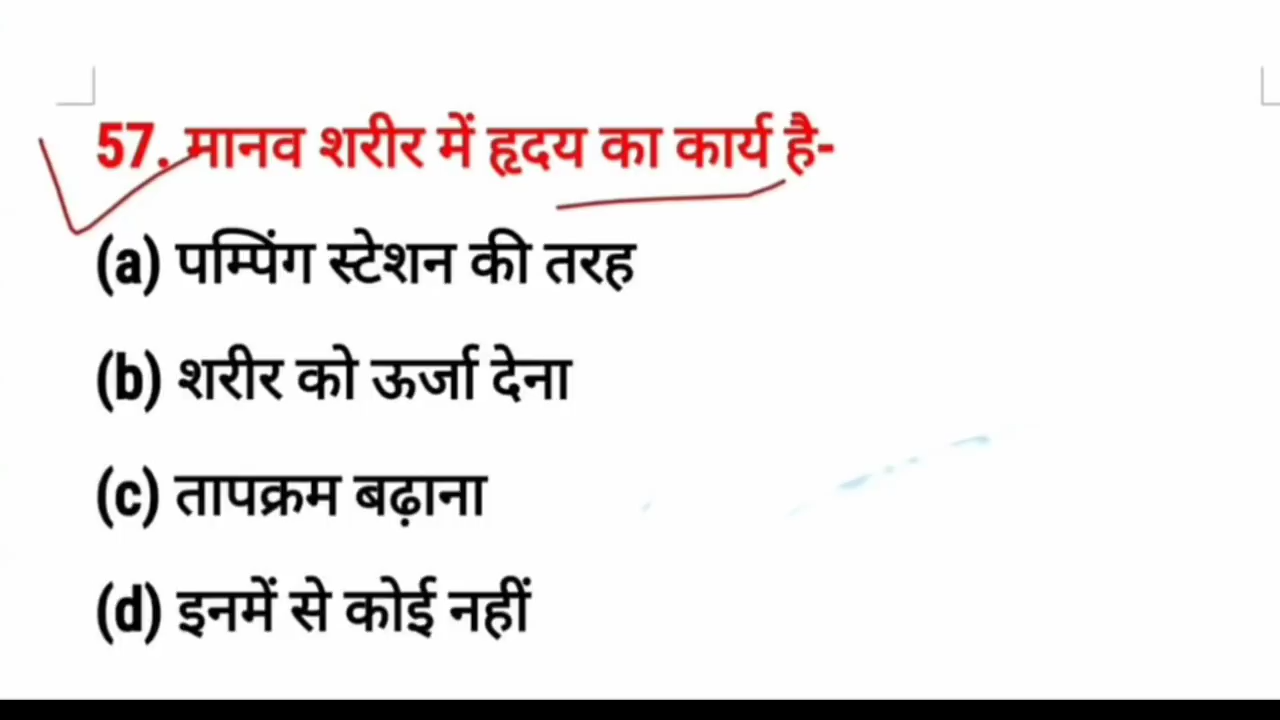 57. मानव शरीर में हृदय का कार्य है-
(a) पम्पिंग स्टेशन की तरह
(b) शरीर को ऊर्जा देना
(c) तापक्रम बढ़ाना
(d) इनमें से कोई नहीं